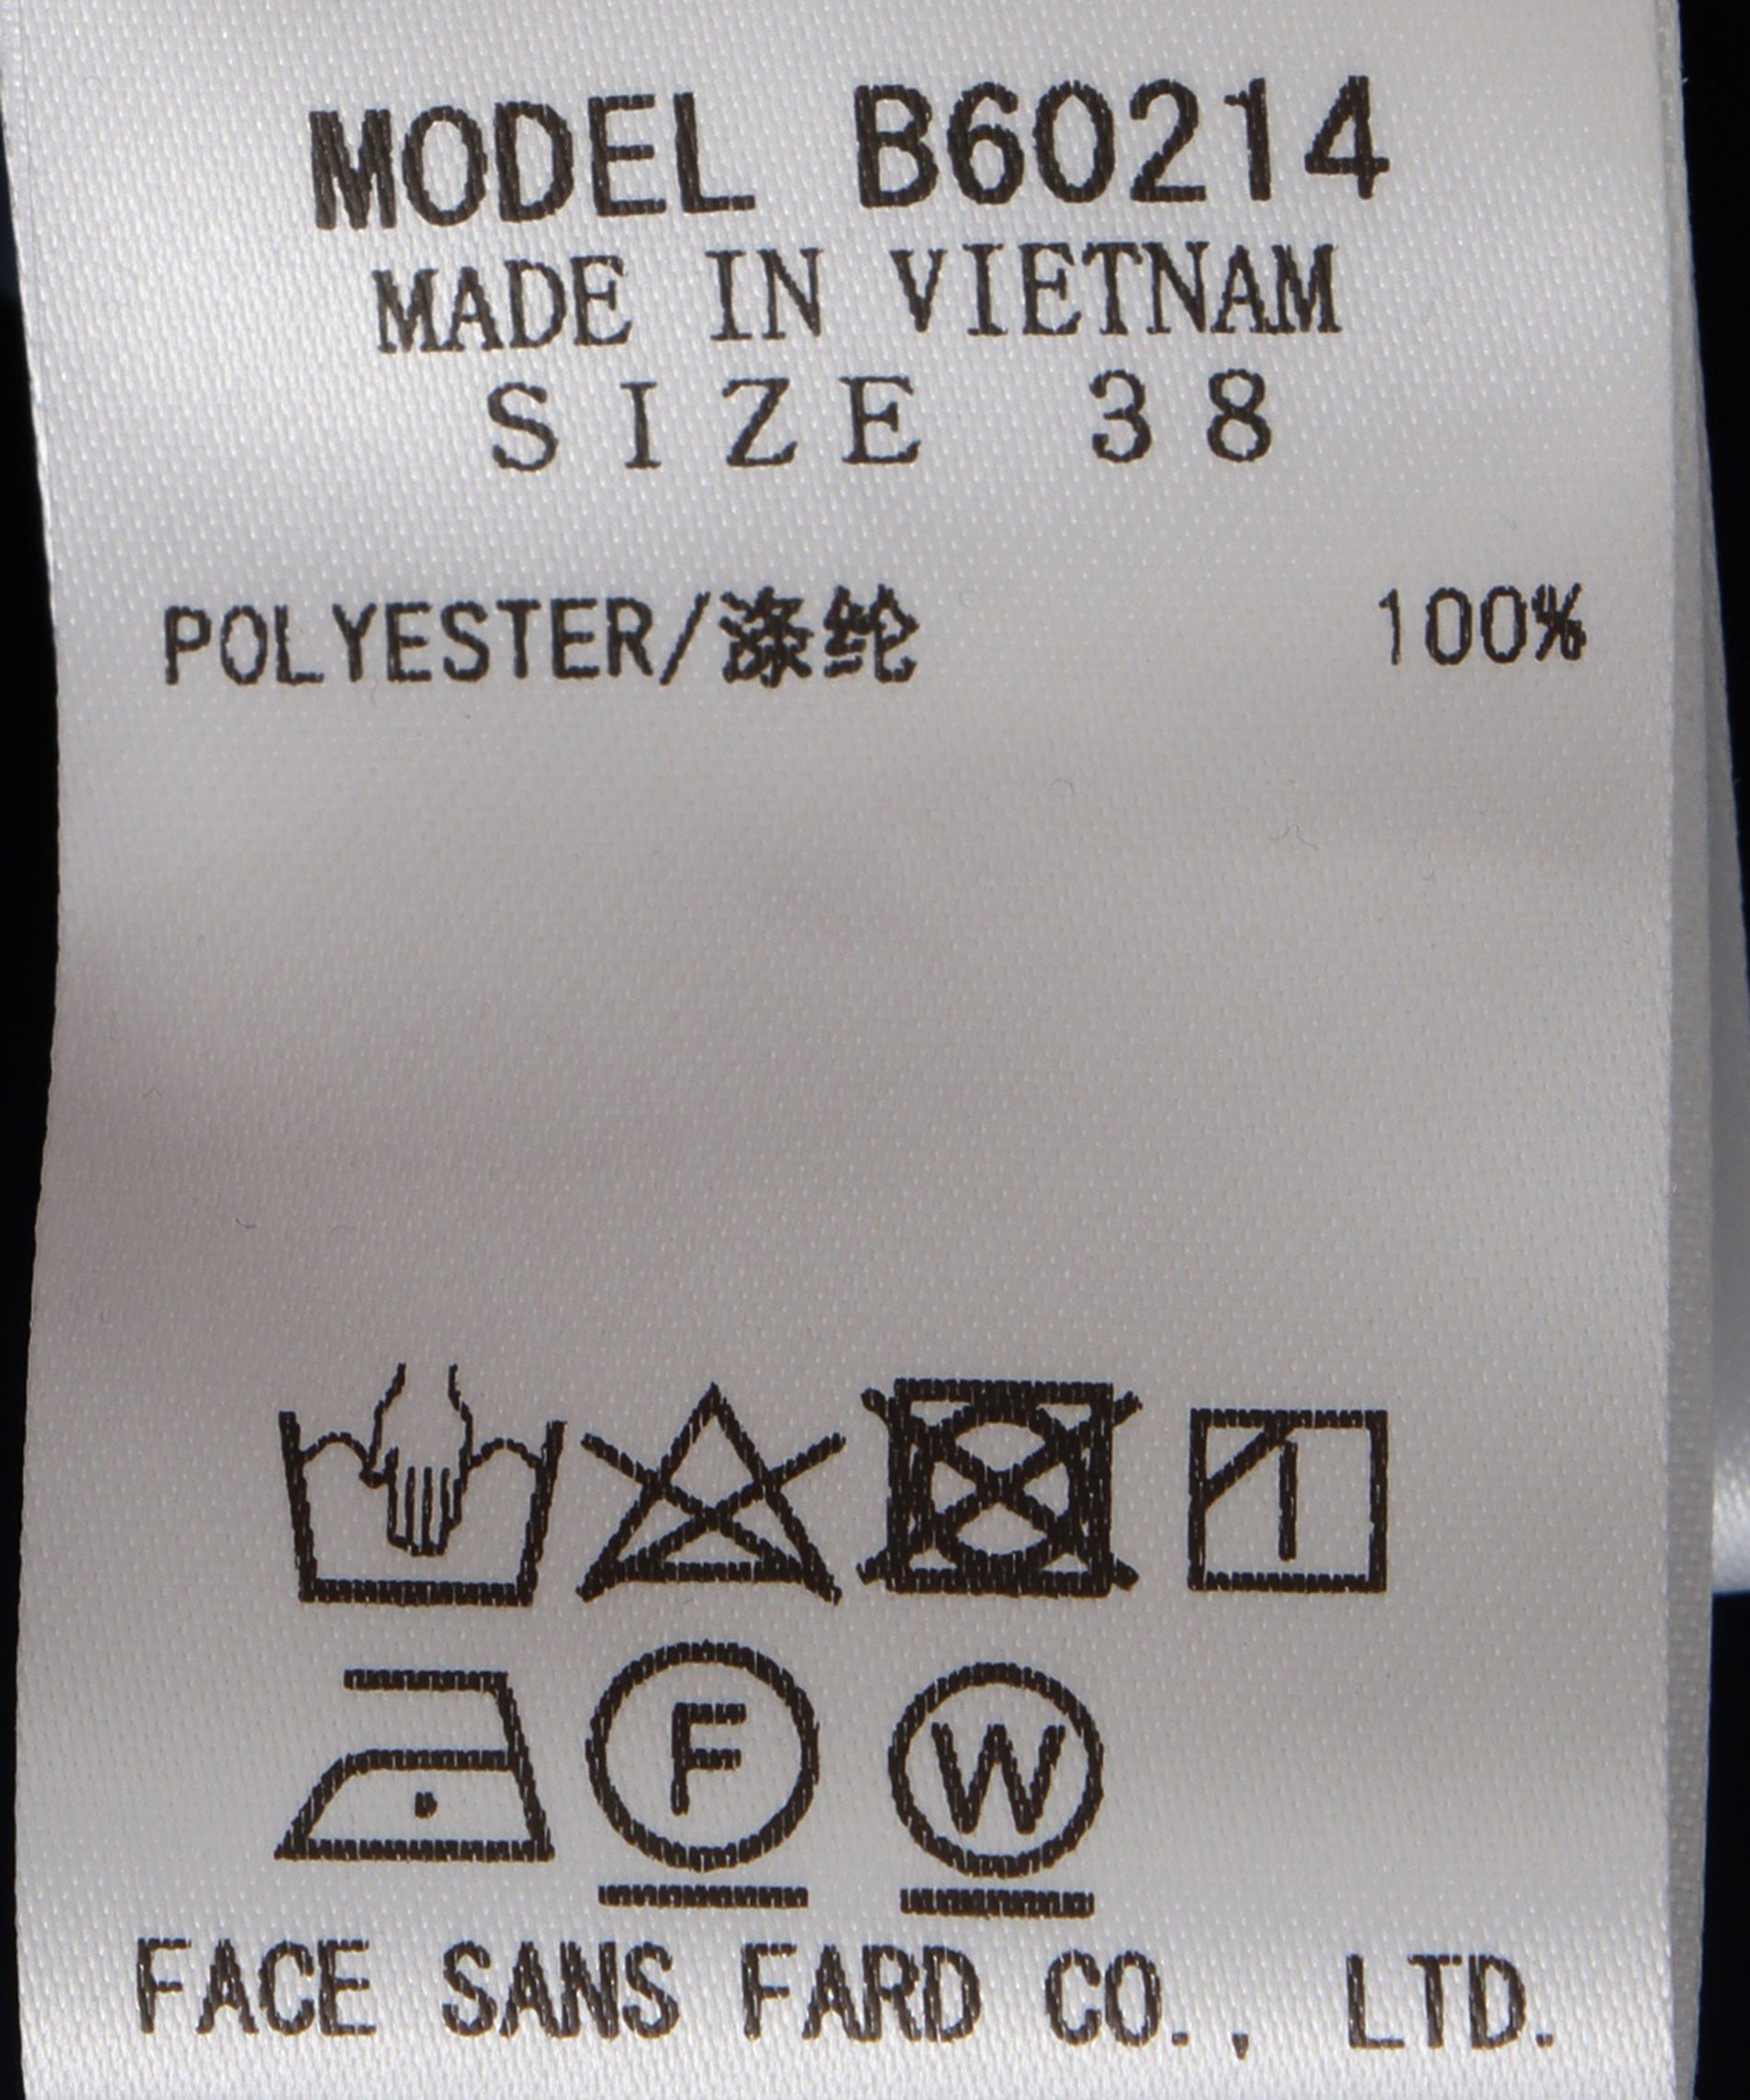 MODEL B60214
MADE IN VIETNAM
SIZE 38
POLYESTER/涤纶 100%
F W
FACE SANS FARD CO., LTD.